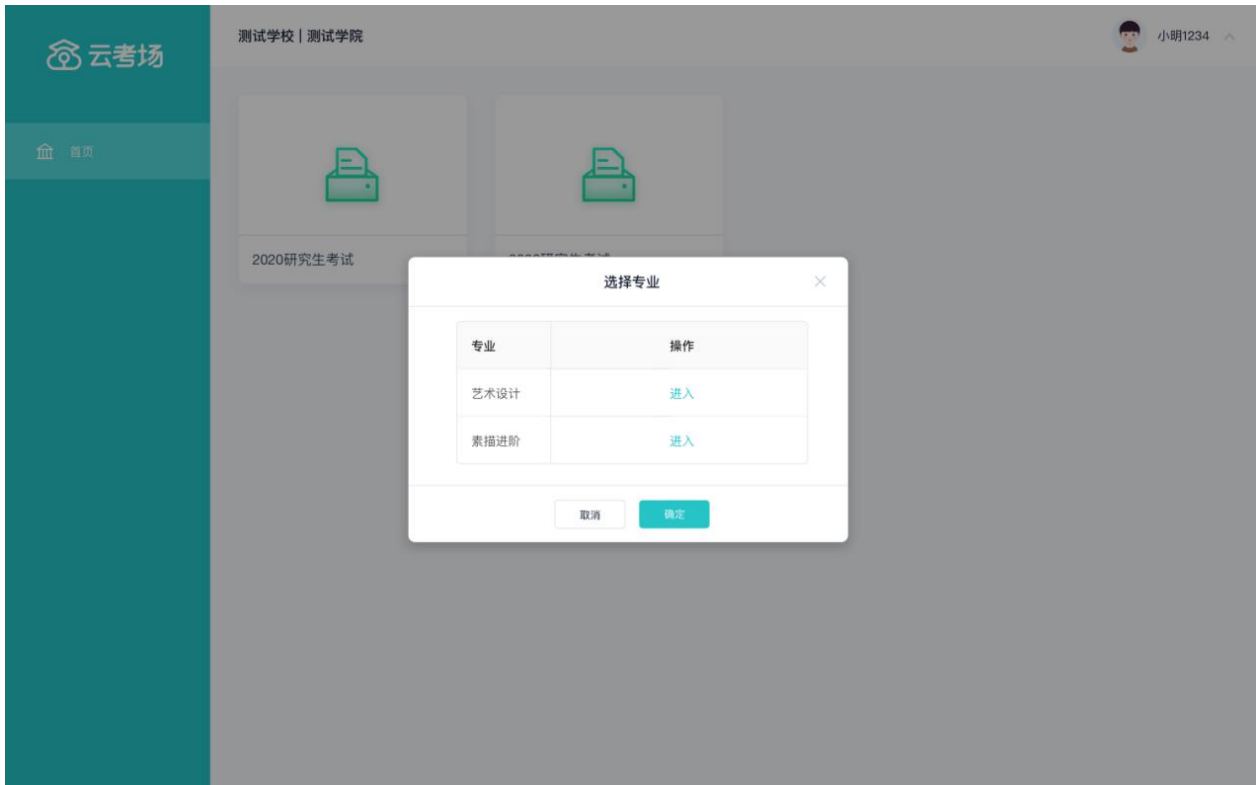 云考场
测试学校 | 测试学院
小明1234
首页
2020研究生考试
选择专业
专业 操作
艺术设计 进入
素描进阶 进入
取消 确定